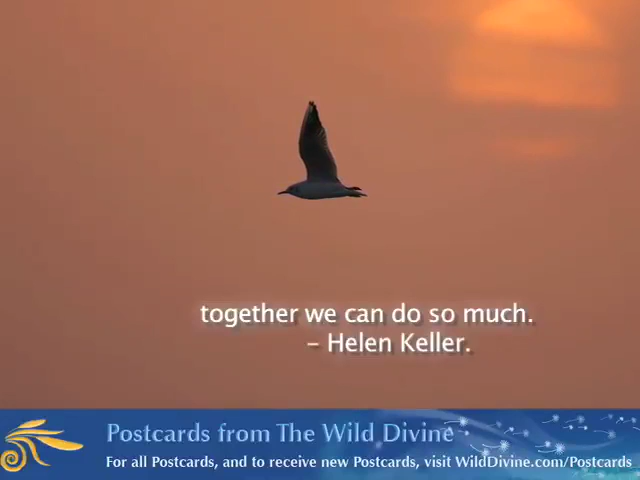 together we can do so much.
– Helen Keller.
Postcards from The Wild Divine
For all Postcards, and to receive new Postcards, visit WildDivine.com/Postcards